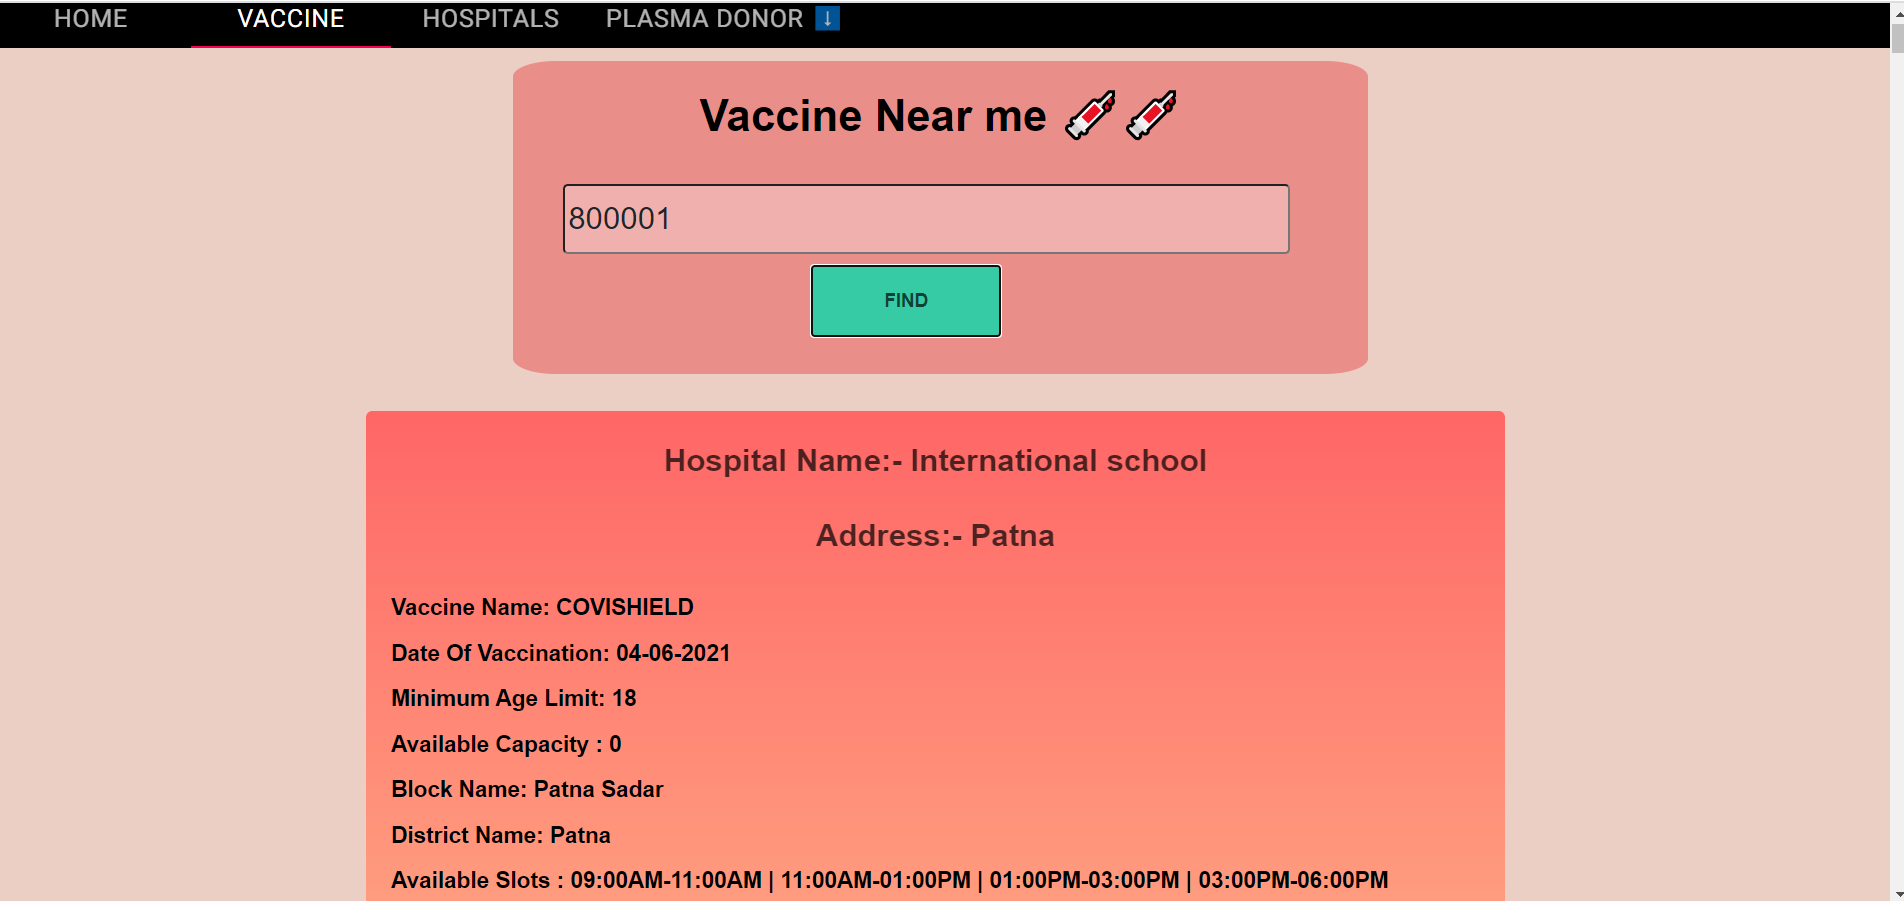 HOME VACCINE HOSPITALS PLASMA DONOR ⬇️
Vaccine Near me
800001
FIND
Hospital Name:- International school
Address:- Patna
Vaccine Name: COVISHIELD
Date Of Vaccination: 04-06-2021
Minimum Age Limit: 18
Available Capacity : 0
Block Name: Patna Sadar
District Name: Patna
Available Slots : 09:00AM-11:00AM | 11:00AM-01:00PM | 01:00PM-03:00PM | 03:00PM-06:00PM